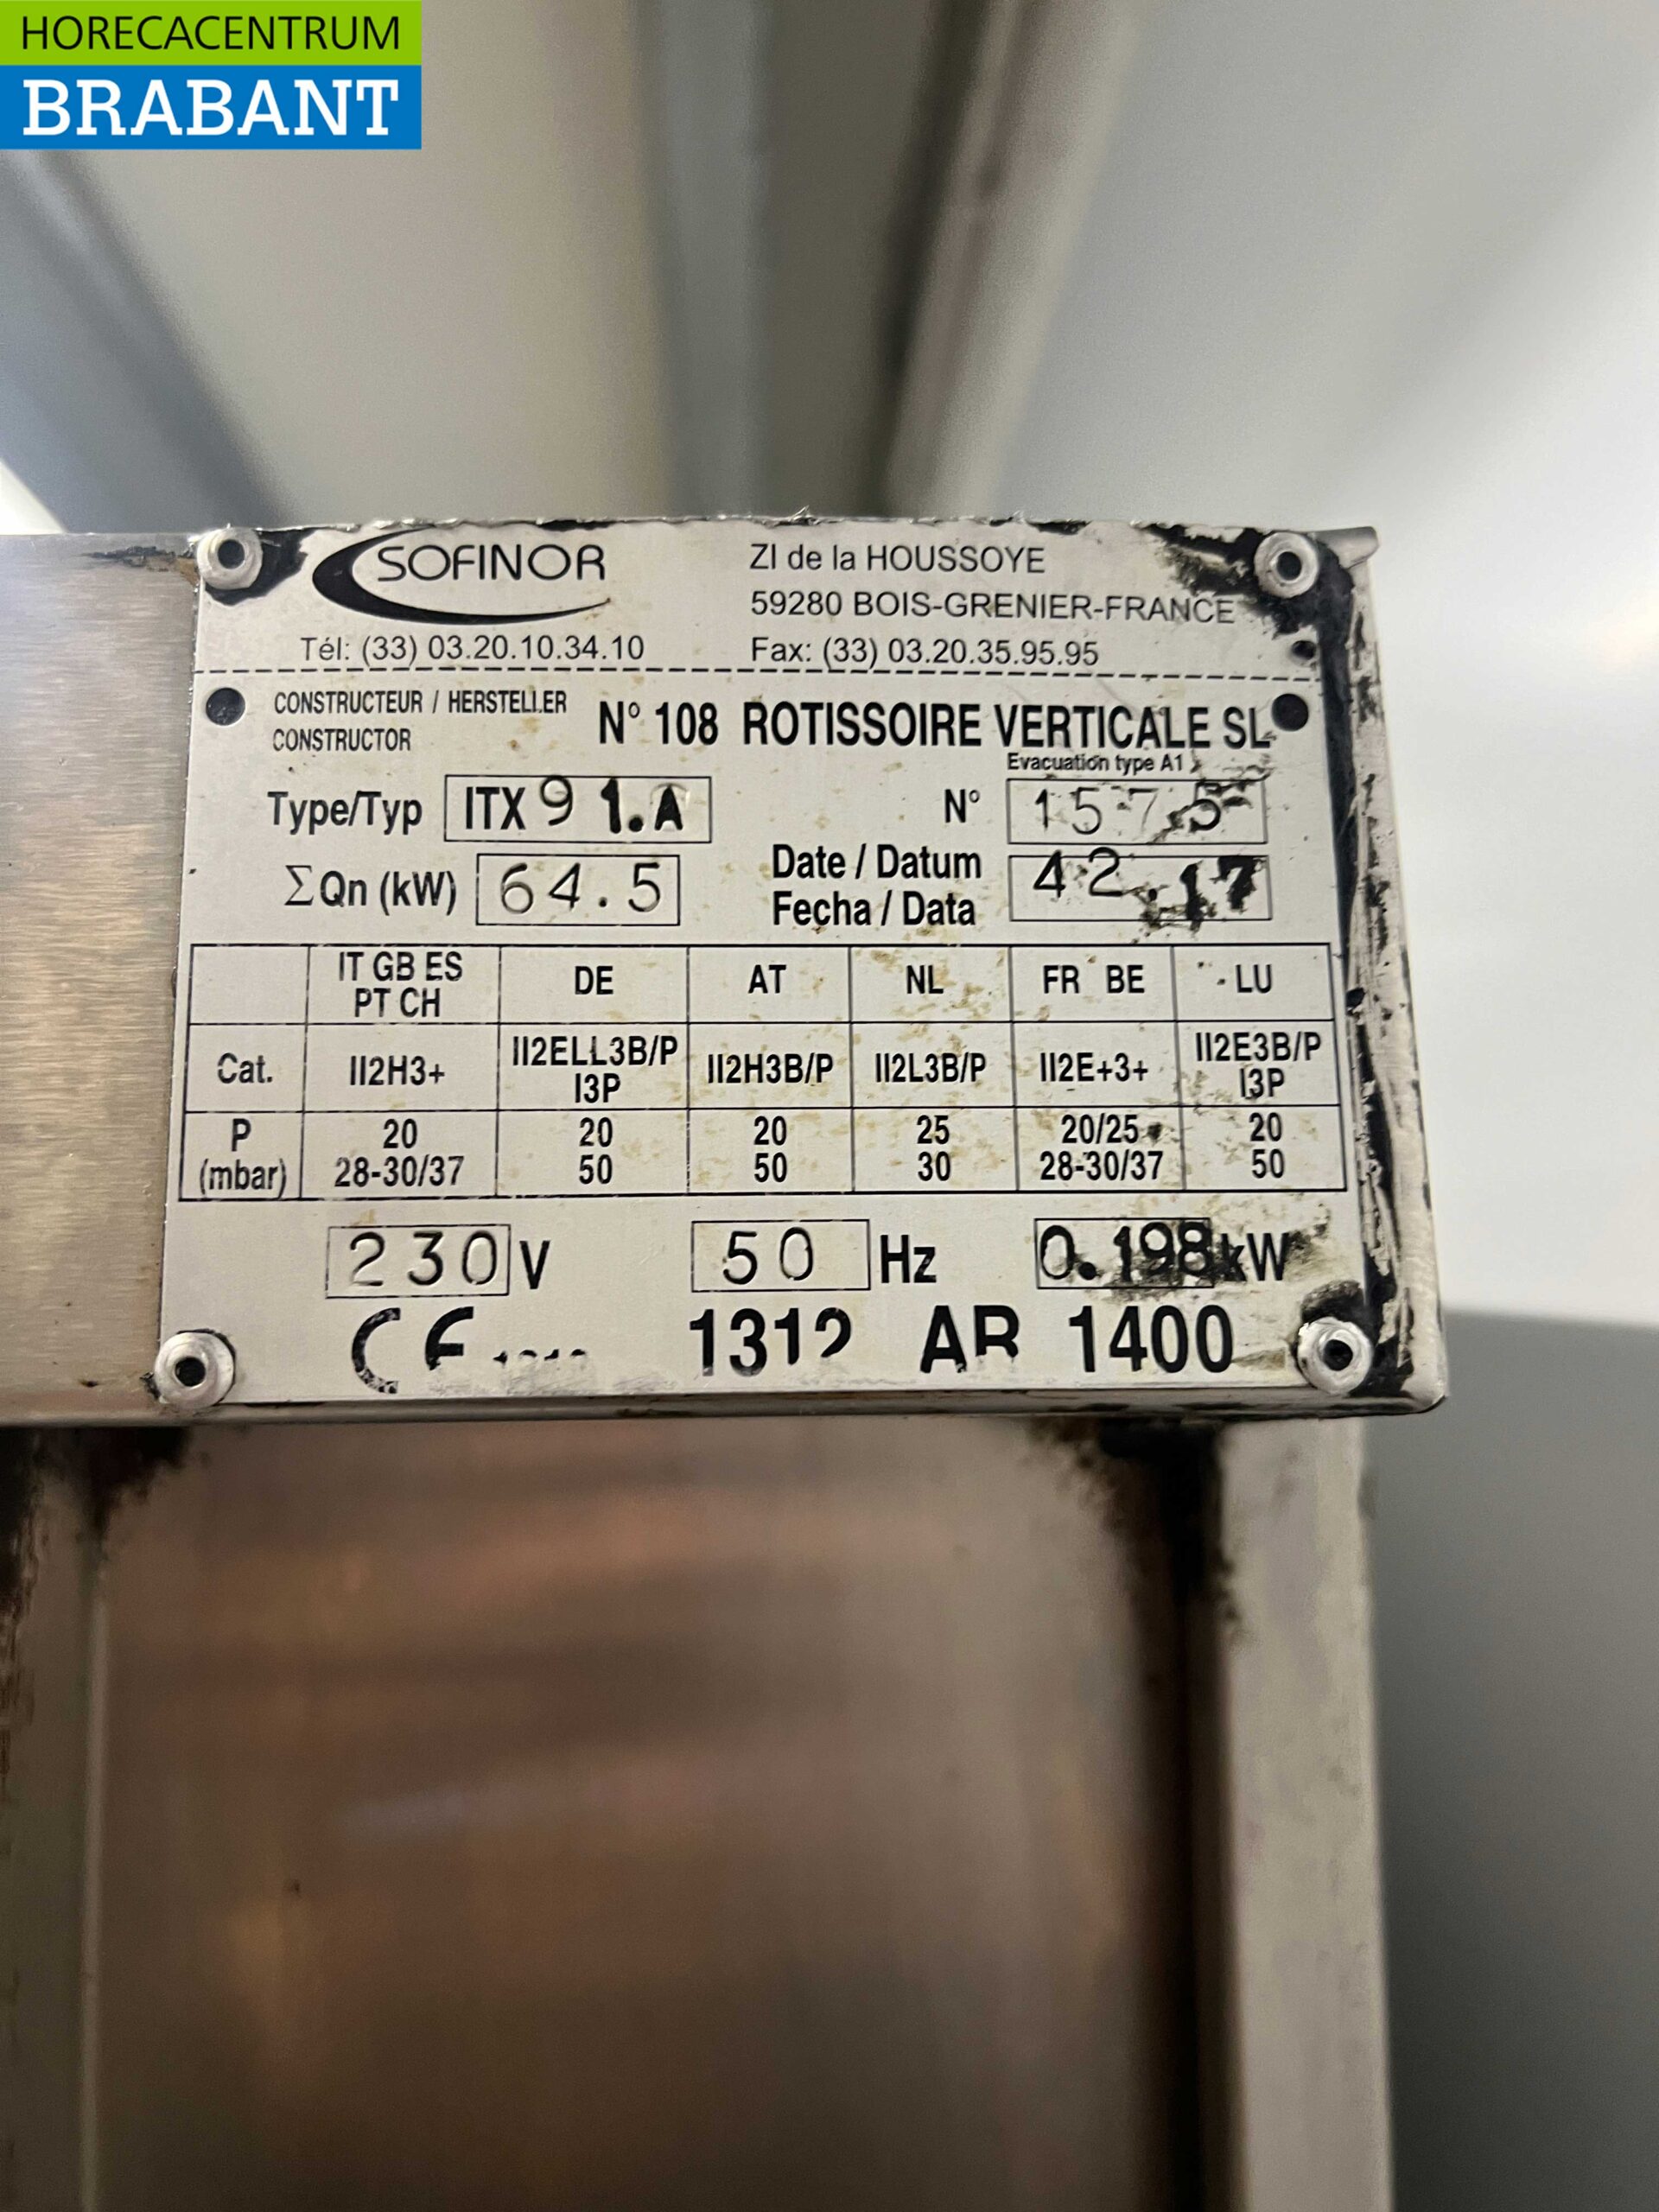 HORECACENTRUM
BRABANT
SOFINOR
ZI de la HOUSSOYE
59280 BOIS-GRENIER-FRANCE
Tél: (33) 03.20.10.34.10 Fax: (33) 03.20.35.95.95
CONSTRUCTEUR / HERSTELLER
CONSTRUCTOR
N° 108 ROTISSOIRE VERTICALE SL
Evacuation type A1
Type/Typ ITX 91.A N° 1575
ΣQn (kW) 64.5 Date / Datum Fecha / Data 42.17
IT GB ES PT CH DE AT NL FR BE LU
Cat. II2H3+ II2ELL3B/P I3P II2H3B/P II2L3B/P II2E+3+ II2E3B/P I3P
P (mbar) 20 28-30/37 20 50 20 50 25 30 20/25 28-30/37 20 50
230 V 50 Hz 0.198 kW
CE 1312 AR 1400